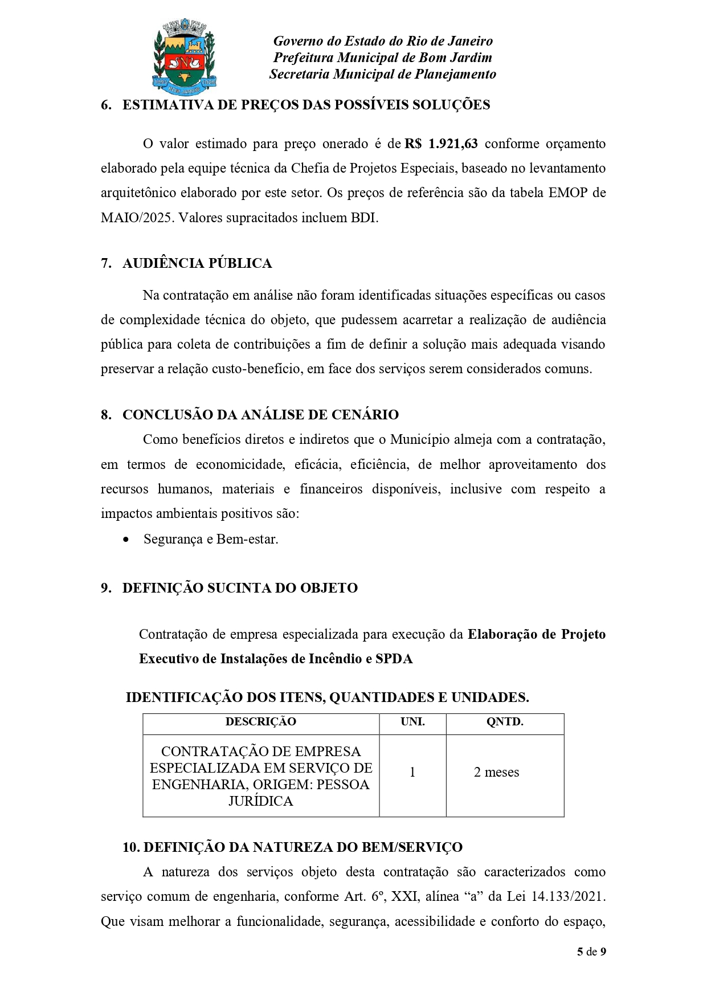 Governo do Estado do Rio de Janeiro
Prefeitura Municipal de Bom Jardim
Secretaria Municipal de Planejamento
1893 1929
BOM JARDIM
6. ESTIMATIVA DE PREÇOS DAS POSSÍVEIS SOLUÇÕES
O valor estimado para preço onerado é de R$ 1.921,63 conforme orçamento
elaborado pela equipe técnica da Chefia de Projetos Especiais, baseado no levantamento
arquitetônico elaborado por este setor. Os preços de referência são da tabela EMOP de
MAIO/2025. Valores supracitados incluem BDI.
7. AUDIÊNCIA PÚBLICA
Na contratação em análise não foram identificadas situações específicas ou casos
de complexidade técnica do objeto, que pudessem acarretar a realização de audiência
pública para coleta de contribuições a fim de definir a solução mais adequada visando
preservar a relação custo-benefício, em face dos serviços serem considerados comuns.
8. CONCLUSÃO DA ANÁLISE DE CENÁRIO
Como benefícios diretos e indiretos que o Município almeja com a contratação,
em termos de economicidade, eficácia, eficiência, de melhor aproveitamento dos
recursos humanos, materiais e financeiros disponíveis, inclusive com respeito a
impactos ambientais positivos são:
• Segurança e Bem-estar.
9. DEFINIÇÃO SUCINTA DO OBJETO
Contratação de empresa especializada para execução da Elaboração de Projeto
Executivo de Instalações de Incêndio e SPDA
IDENTIFICAÇÃO DOS ITENS, QUANTIDADES E UNIDADES.
DESCRIÇÃO UNI. QNTD.
CONTRATAÇÃO DE EMPRESA
ESPECIALIZADA EM SERVIÇO DE
ENGENHARIA, ORIGEM: PESSOA
JURÍDICA
1 2 meses
10. DEFINIÇÃO DA NATUREZA DO BEM/SERVIÇO
A natureza dos serviços objeto desta contratação são caracterizados como
serviço comum de engenharia, conforme Art. 6º, XXI, alínea “a” da Lei 14.133/2021.
Que visam melhorar a funcionalidade, segurança, acessibilidade e conforto do espaço,
5 de 9